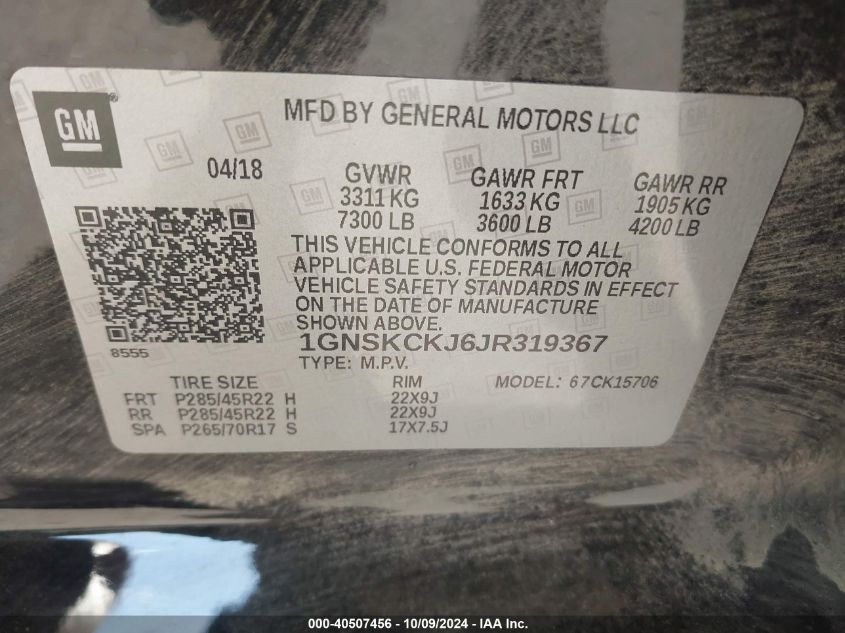 GM®
MFD BY GENERAL MOTORS LLC
04/18
GVWR
3311 KG
7300 LB
GAWR FRT
1633 KG
3600 LB
GAWR RR
1905 KG
4200 LB
THIS VEHICLE CONFORMS TO ALL
APPLICABLE U.S. FEDERAL MOTOR
VEHICLE SAFETY STANDARDS IN EFFECT
ON THE DATE OF MANUFACTURE
SHOWN ABOVE.
8555
1GNSKCKJ6JR319367
TYPE: M.P.V.
TIRE SIZE RIM MODEL: 67CK15706
FRT P285/45R22 H 22X9J
RR P285/45R22 H 22X9J
SPA P265/70R17 S 17X7.5J
000-40507456 - 10/09/2024 - IAA Inc.